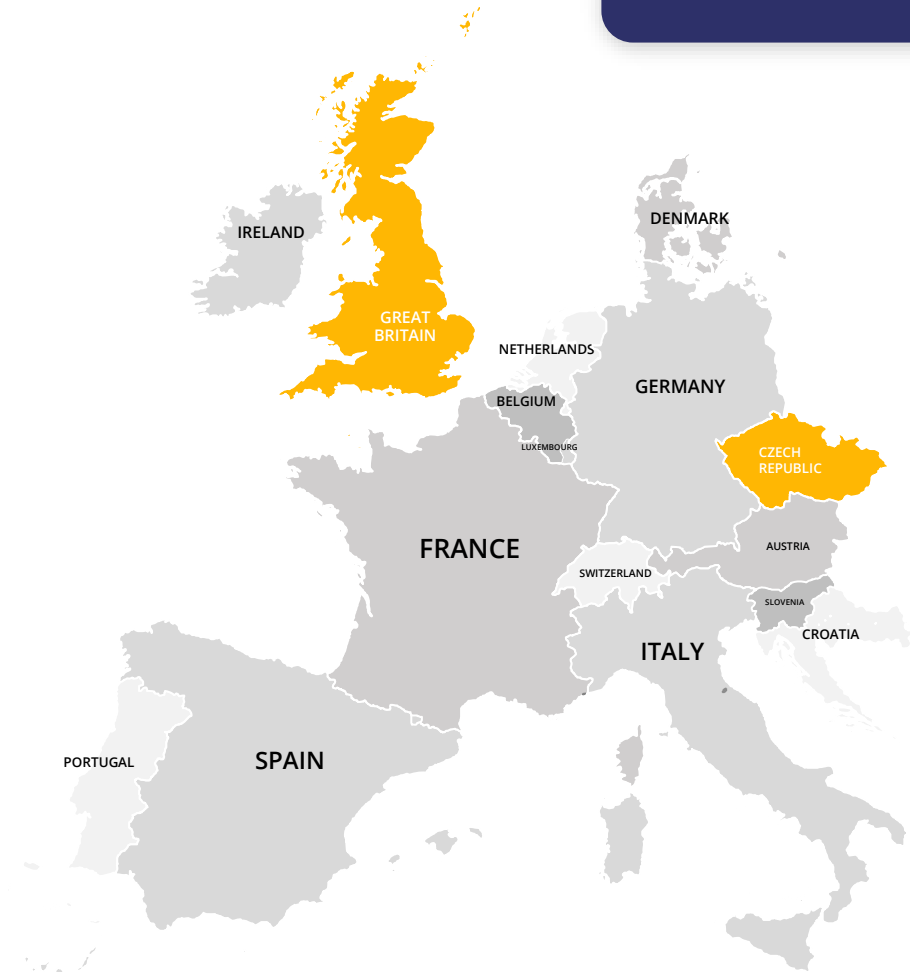 DENMARK
IRELAND
GREAT
BRITAIN
NETHERLANDS
GERMANY
BELGIUM
LUXEMBOURG
CZECH
REPUBLIC
FRANCE
AUSTRIA
SWITZERLAND
SLOVENIA
CROATIA
ITALY
SPAIN
PORTUGAL